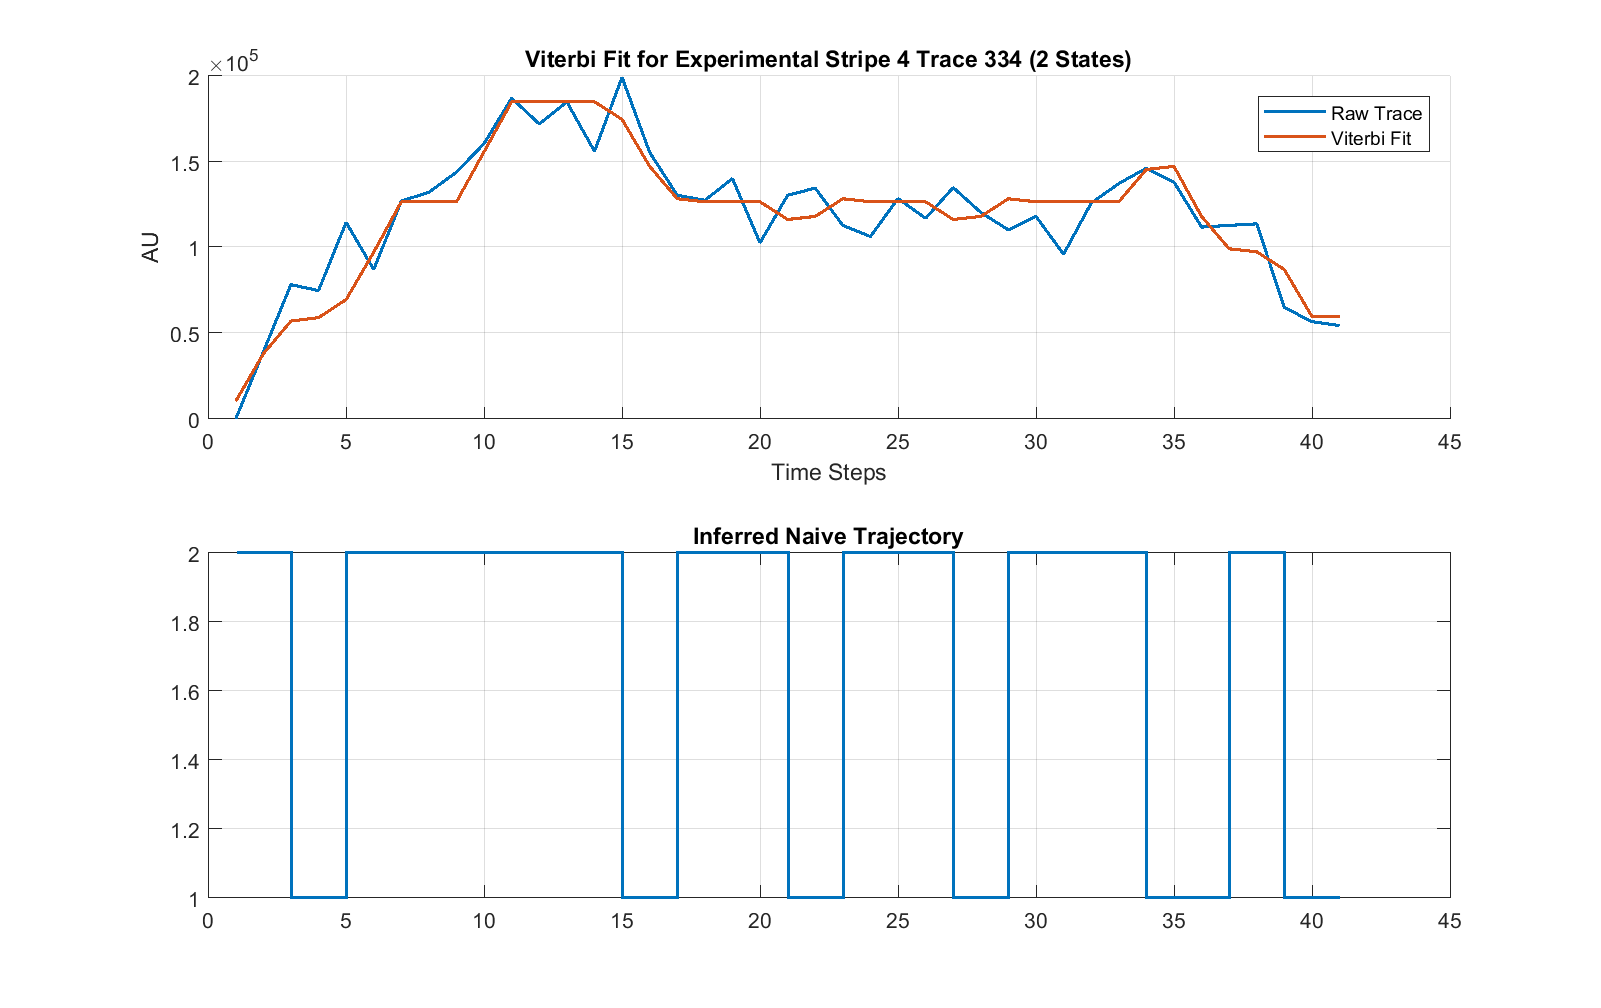 Viterbi Fit for Experimental Stripe 4 Trace 334 (2 States)
×10^5
2
1.5
1
0.5
0
AU
Raw Trace
Viterbi Fit
0 5 10 15 20 25 30 35 40 45
Time Steps
Inferred Naive Trajectory
2
1.8
1.6
1.4
1.2
1
0 5 10 15 20 25 30 35 40 45